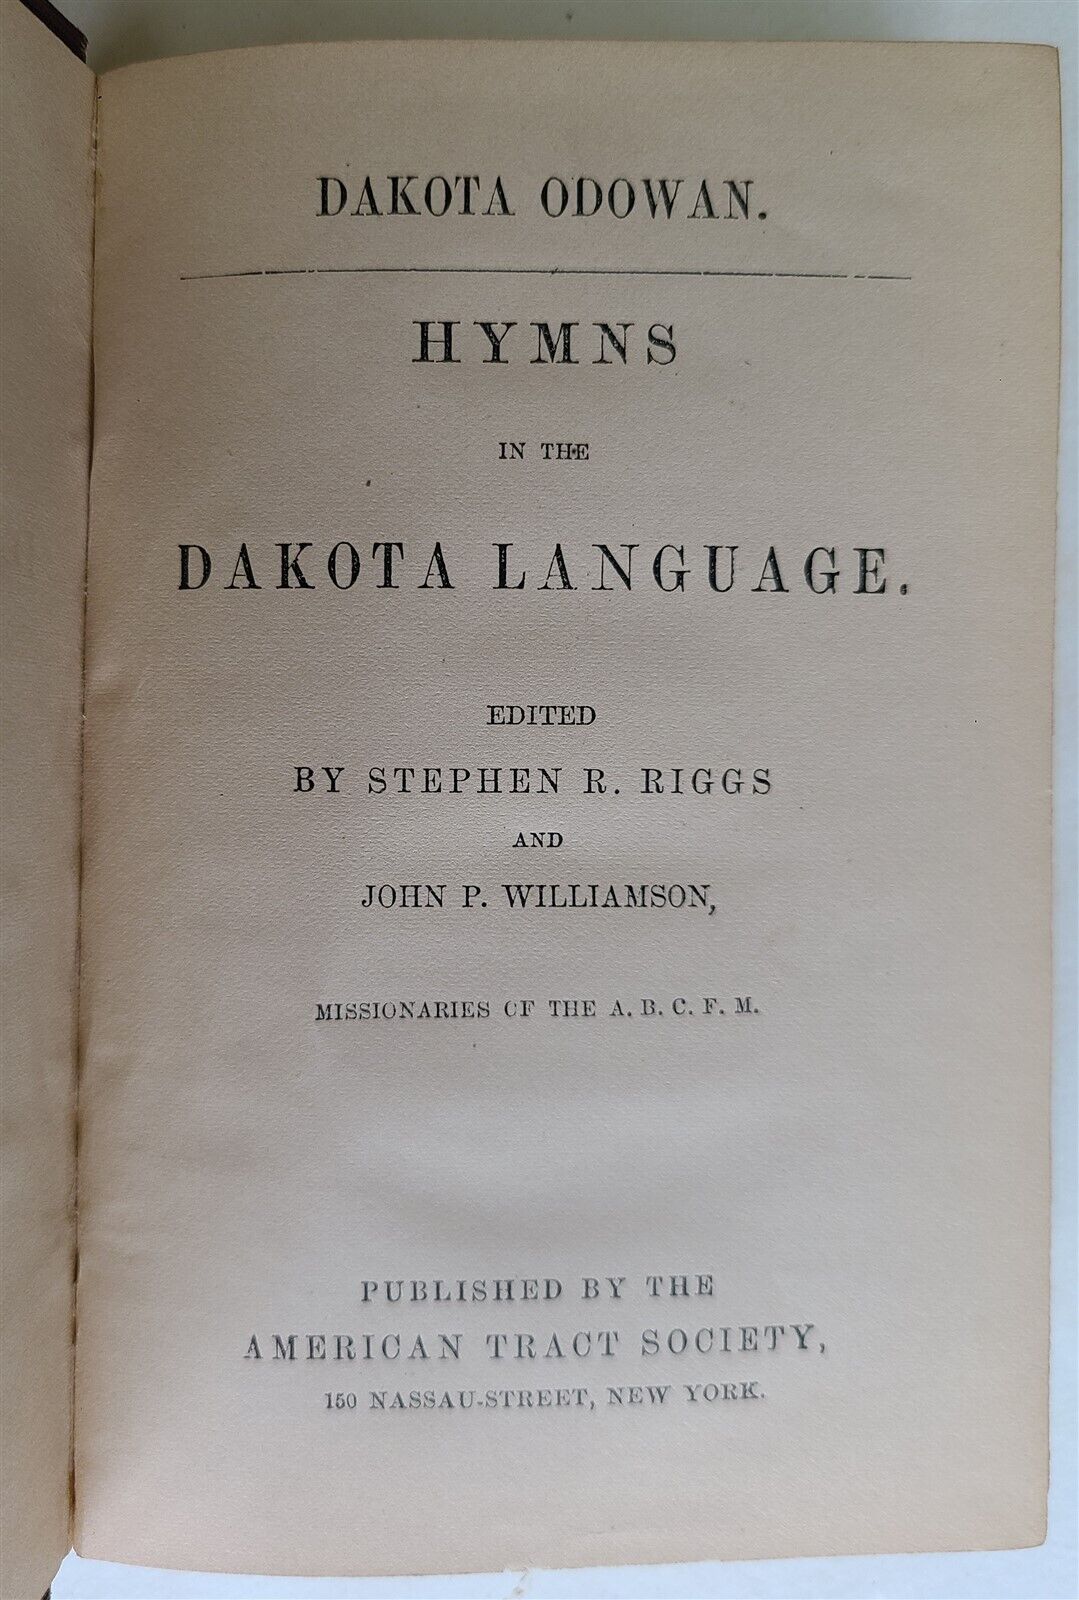 DAKOTA ODOWAN.
HYMNS
IN THE
DAKOTA LANGUAGE.
EDITED
BY STEPHEN R. RIGGS
AND
JOHN P. WILLIAMSON,
MISSIONARIES OF THE A. B. C. F. M.
PUBLISHED BY THE
AMERICAN TRACT SOCIETY,
150 NASSAU-STREET, NEW YORK.